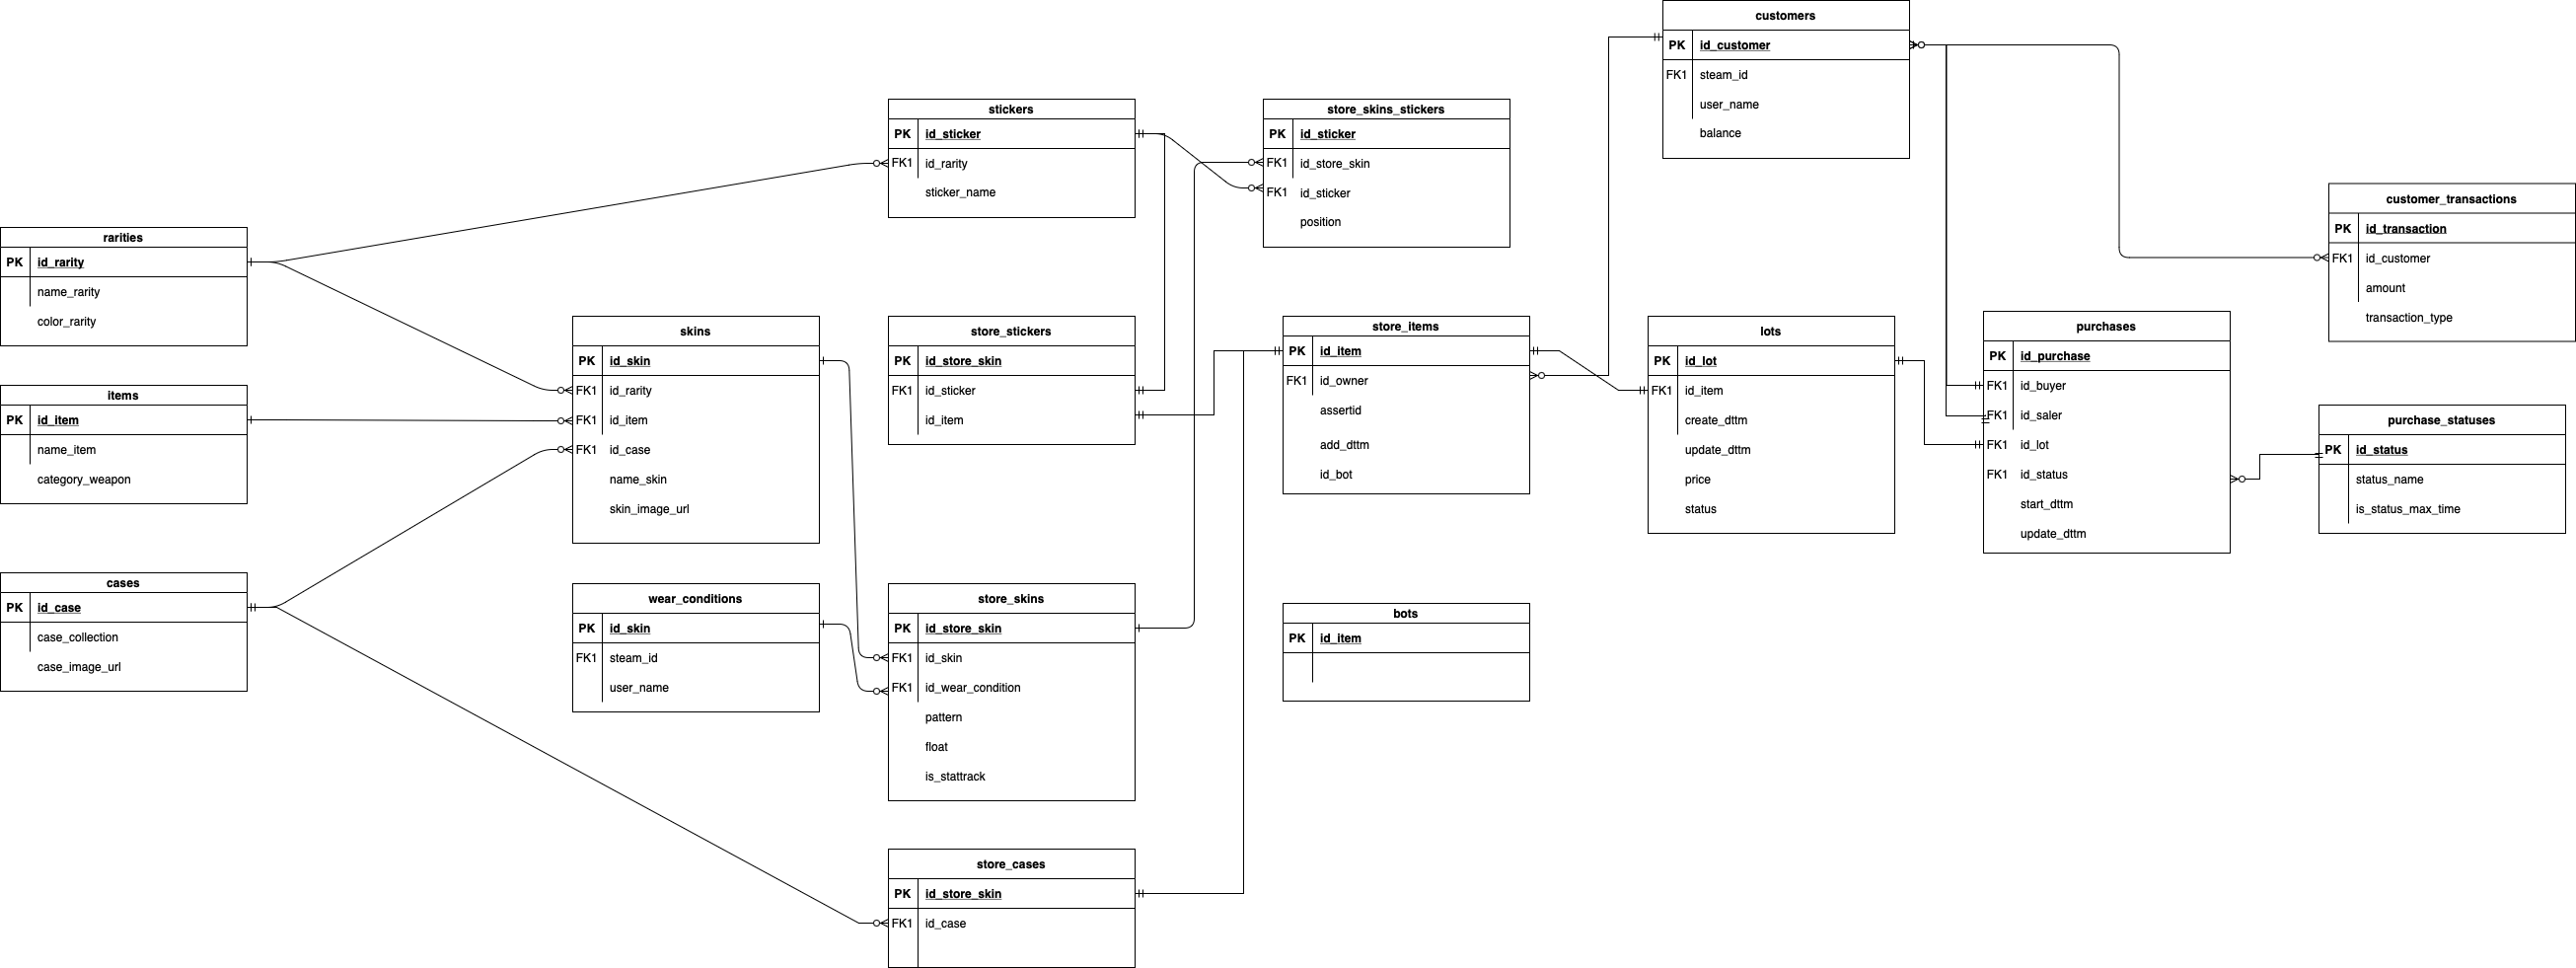 customers
PK id_customer
FK1 steam_id
user_name
balance
stickers
PK id_sticker
FK1 id_rarity
sticker_name
store_skins_stickers
PK id_sticker
FK1 id_store_skin
FK1 id_sticker
position
customer_transactions
PK id_transaction
FK1 id_customer
amount
transaction_type
rarities
PK id_rarity
name_rarity
color_rarity
skins
PK id_skin
FK1 id_rarity
FK1 id_item
FK1 id_case
name_skin
skin_image_url
store_stickers
PK id_store_skin
FK1 id_sticker
id_item
store_items
PK id_item
FK1 id_owner
assertid
add_dttm
id_bot
lots
PK id_lot
FK1 id_item
create_dttm
update_dttm
price
status
purchases
PK id_purchase
FK1 id_buyer
FK1 id_saler
FK1 id_lot
FK1 id_status
start_dttm
update_dttm
items
PK id_item
name_item
category_weapon
purchase_statuses
PK id_status
status_name
is_status_max_time
cases
PK id_case
case_collection
case_image_url
wear_conditions
PK id_skin
FK1 steam_id
user_name
store_skins
PK id_store_skin
FK1 id_skin
FK1 id_wear_condition
pattern
float
is_stattrack
bots
PK id_item
store_cases
PK id_store_skin
FK1 id_case